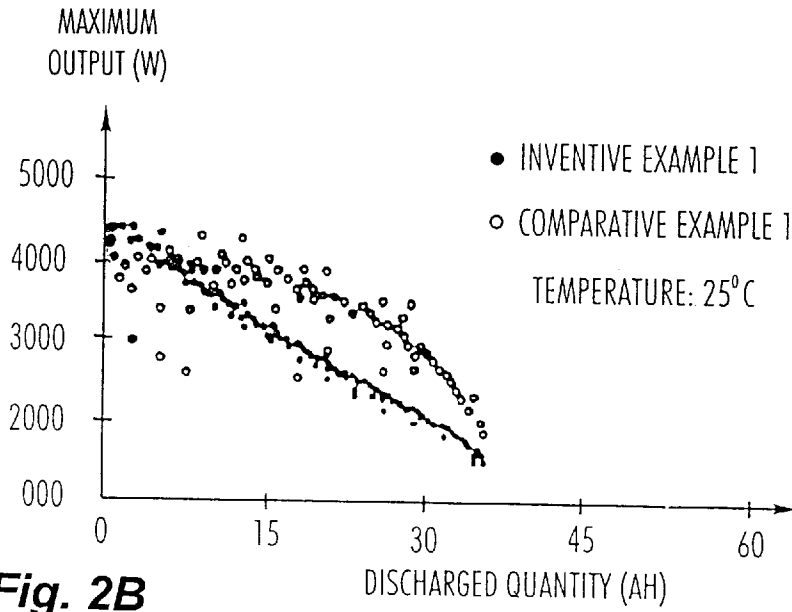 MAXIMUM
OUTPUT (W)
5000
4000
3000
2000
000
0
15
30
45
60
● INVENTIVE EXAMPLE 1
○ COMPARATIVE EXAMPLE 1
TEMPERATURE: 25⁰C
DISCHARGED QUANTITY (AH)
Fig. 2B